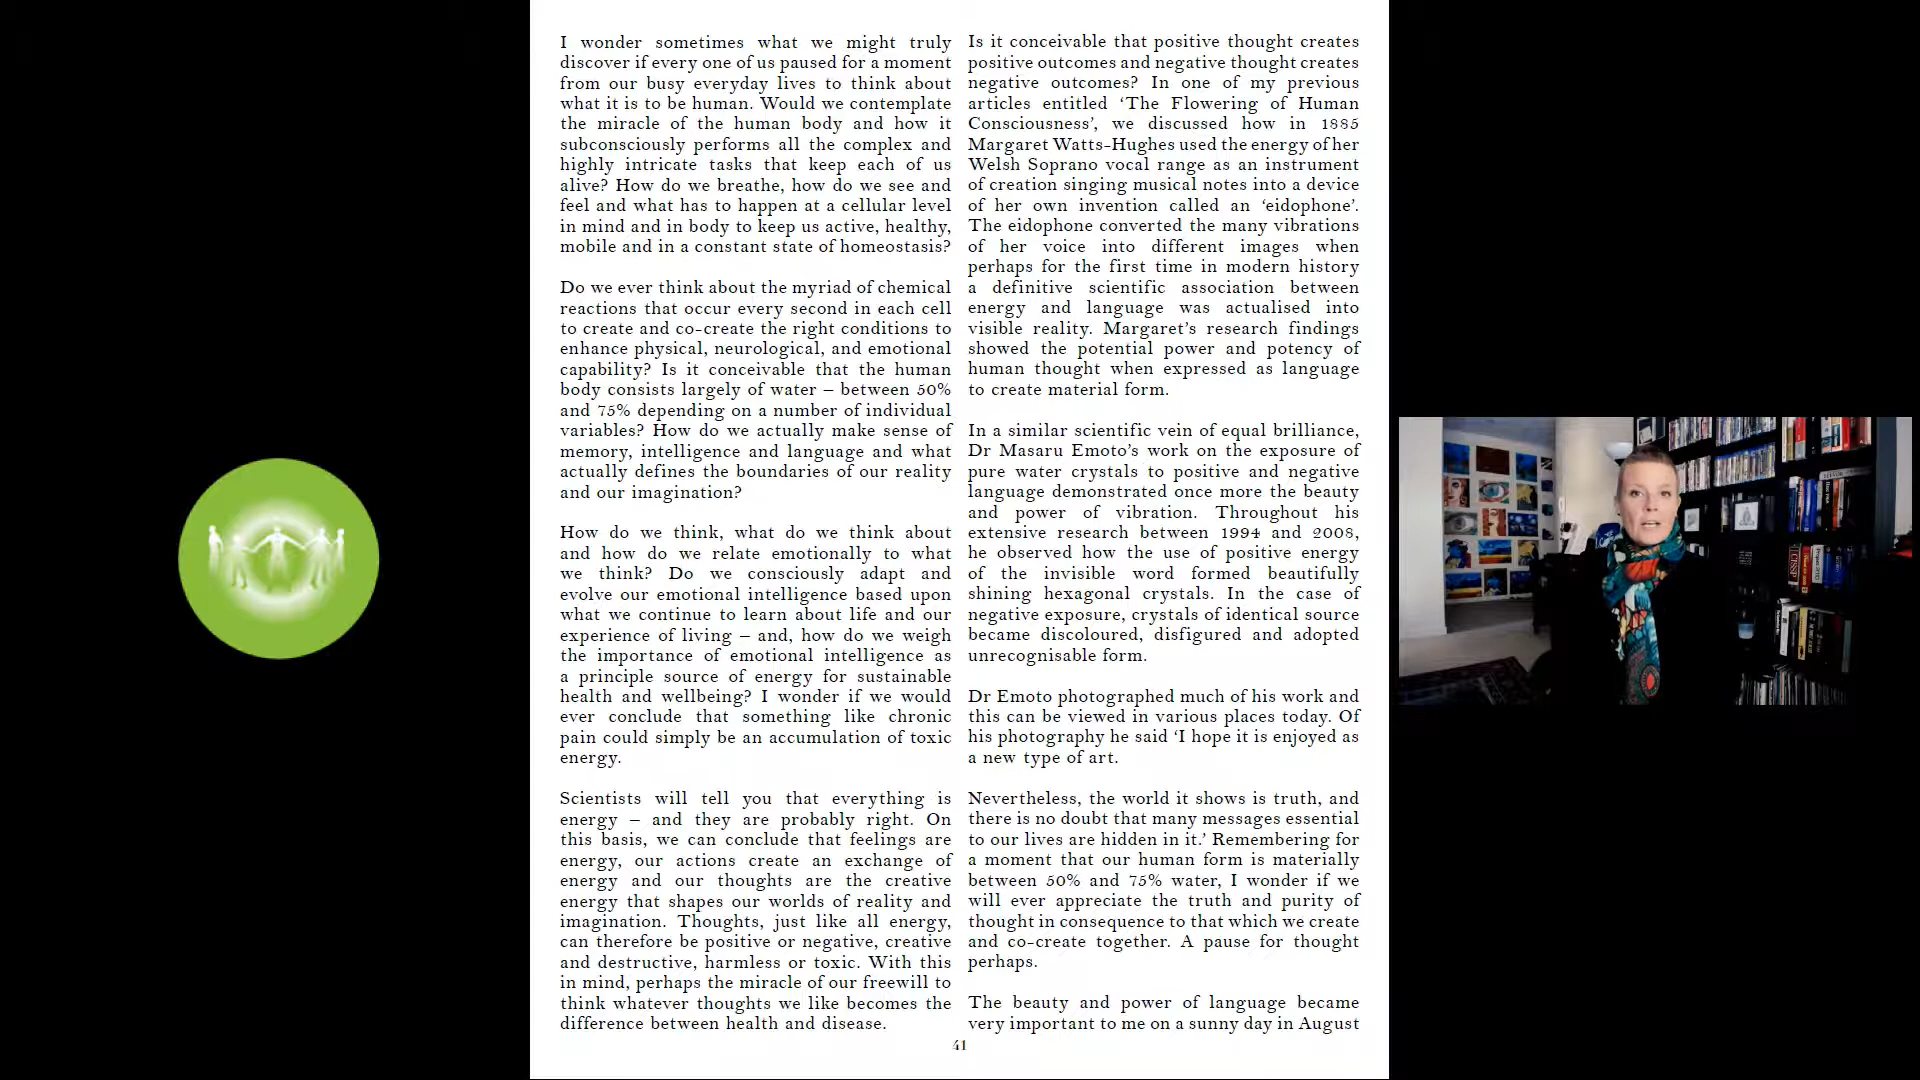 I wonder sometimes what we might truly
discover if every one of us paused for a moment
from our busy everyday lives to think about
what it is to be human. Would we contemplate
the miracle of the human body and how it
subconsciously performs all the complex and
highly intricate tasks that keep each of us
alive? How do we breathe, how do we see and
feel and what has to happen at a cellular level
in mind and in body to keep us active, healthy,
mobile and in a constant state of homeostasis?
Do we ever think about the myriad of chemical
reactions that occur every second in each cell
to create and co-create the right conditions to
enhance physical, neurological, and emotional
capability? Is it conceivable that the human
body consists largely of water – between 50%
and 75% depending on a number of individual
variables? How do we actually make sense of
memory, intelligence and language and what
actually defines the boundaries of our reality
and our imagination?
How do we think, what do we think about
and how do we relate emotionally to what
we think? Do we consciously adapt and
evolve our emotional intelligence based upon
what we continue to learn about life and our
experience of living – and, how do we weigh
the importance of emotional intelligence as
a principle source of energy for sustainable
health and wellbeing? I wonder if we would
ever conclude that something like chronic
pain could simply be an accumulation of toxic
energy.
Scientists will tell you that everything is
energy – and they are probably right. On
this basis, we can conclude that feelings are
energy, our actions create an exchange of
energy and our thoughts are the creative
energy that shapes our worlds of reality and
imagination. Thoughts, just like all energy,
can therefore be positive or negative, creative
and destructive, harmless or toxic. With this
in mind, perhaps the miracle of our freewill to
think whatever thoughts we like becomes the
difference between health and disease.
Is it conceivable that positive thought creates
positive outcomes and negative thought creates
negative outcomes? In one of my previous
articles entitled ‘The Flowering of Human
Consciousness’, we discussed how in 1885
Margaret Watts-Hughes used the energy of her
Welsh Soprano vocal range as an instrument
of creation singing musical notes into a device
of her own invention called an ‘eidophone’.
The eidophone converted the many vibrations
of her voice into different images when
perhaps for the first time in modern history
a definitive scientific association between
energy and language was actualised into
visible reality. Margaret’s research findings
showed the potential power and potency of
human thought when expressed as language
to create material form.
In a similar scientific vein of equal brilliance,
Dr Masaru Emoto’s work on the exposure of
pure water crystals to positive and negative
language demonstrated once more the beauty
and power of vibration. Throughout his
extensive research between 1994 and 2008,
he observed how the use of positive energy
of the invisible word formed beautifully
shining hexagonal crystals. In the case of
negative exposure, crystals of identical source
became discoloured, disfigured and adopted
unrecognisable form.
Dr Emoto photographed much of his work and
this can be viewed in various places today. Of
his photography he said ‘I hope it is enjoyed as
a new type of art.
Nevertheless, the world it shows is truth, and
there is no doubt that many messages essential
to our lives are hidden in it.’ Remembering for
a moment that our human form is materially
between 50% and 75% water, I wonder if we
will ever appreciate the truth and purity of
thought in consequence to that which we create
and co-create together. A pause for thought
perhaps.
The beauty and power of language became
very important to me on a sunny day in August
41